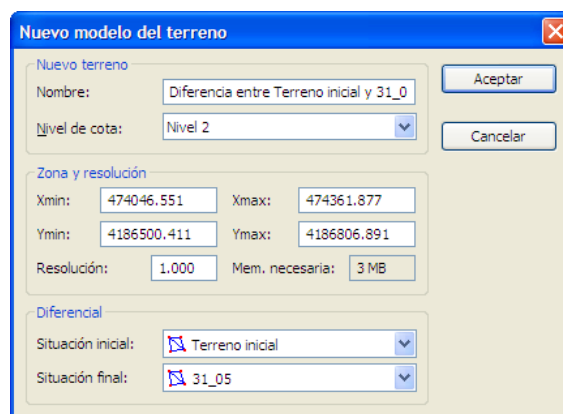 Nuevo modelo del terreno
Nuevo terreno
Nombre: Diferencia entre Terreno inicial y 31_0
Nivel de cota: Nivel 2
Aceptar
Cancelar
Zona y resolución
Xmin: 474046.551 Xmax: 474361.877
Ymin: 4186500.411 Ymax: 4186806.891
Resolución: 1.000 Mem. necesaria: 3 MB
Diferencial
Situación inicial: Terreno inicial
Situación final: 31_05